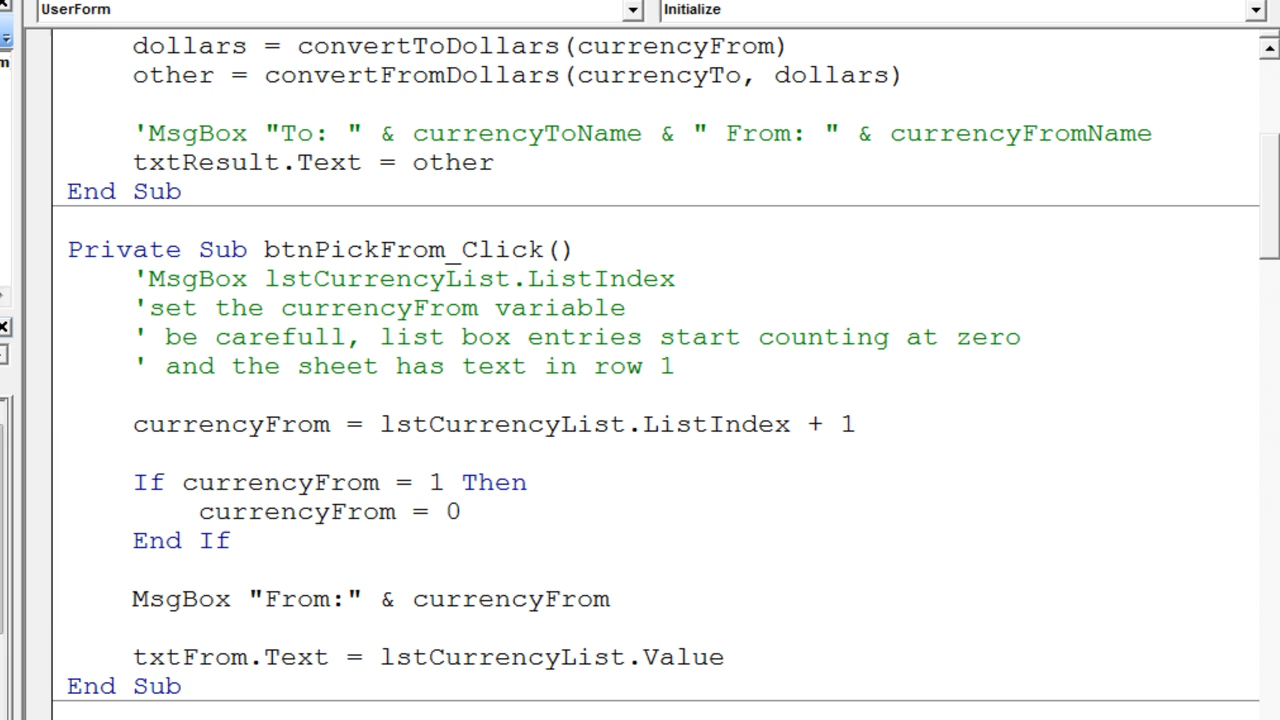 UserForm
Initialize
dollars = convertToDollars(currencyFrom)
other = convertFromDollars(currencyTo, dollars)
'MsgBox "To: " & currencyToName & " From: " & currencyFromName
txtResult.Text = other
End Sub
Private Sub btnPickFrom_Click()
'MsgBox lstCurrencyList.ListIndex
'set the currencyFrom variable
' be carefull, list box entries start counting at zero
' and the sheet has text in row 1
currencyFrom = lstCurrencyList.ListIndex + 1
If currencyFrom = 1 Then
currencyFrom = 0
End If
MsgBox "From:" & currencyFrom
txtFrom.Text = lstCurrencyList.Value
End Sub